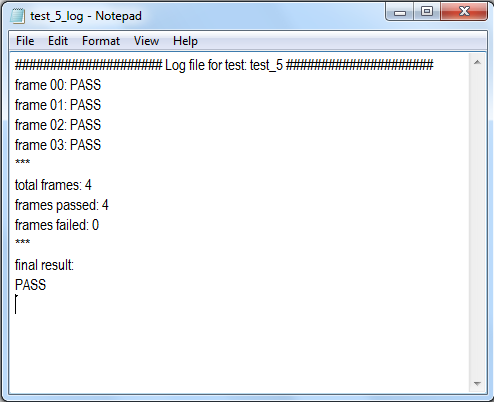 test_5_log - Notepad
File Edit Format View Help
##################### Log file for test: test_5 #####################
frame 00: PASS
frame 01: PASS
frame 02: PASS
frame 03: PASS
***
total frames: 4
frames passed: 4
frames failed: 0
***
final result:
PASS